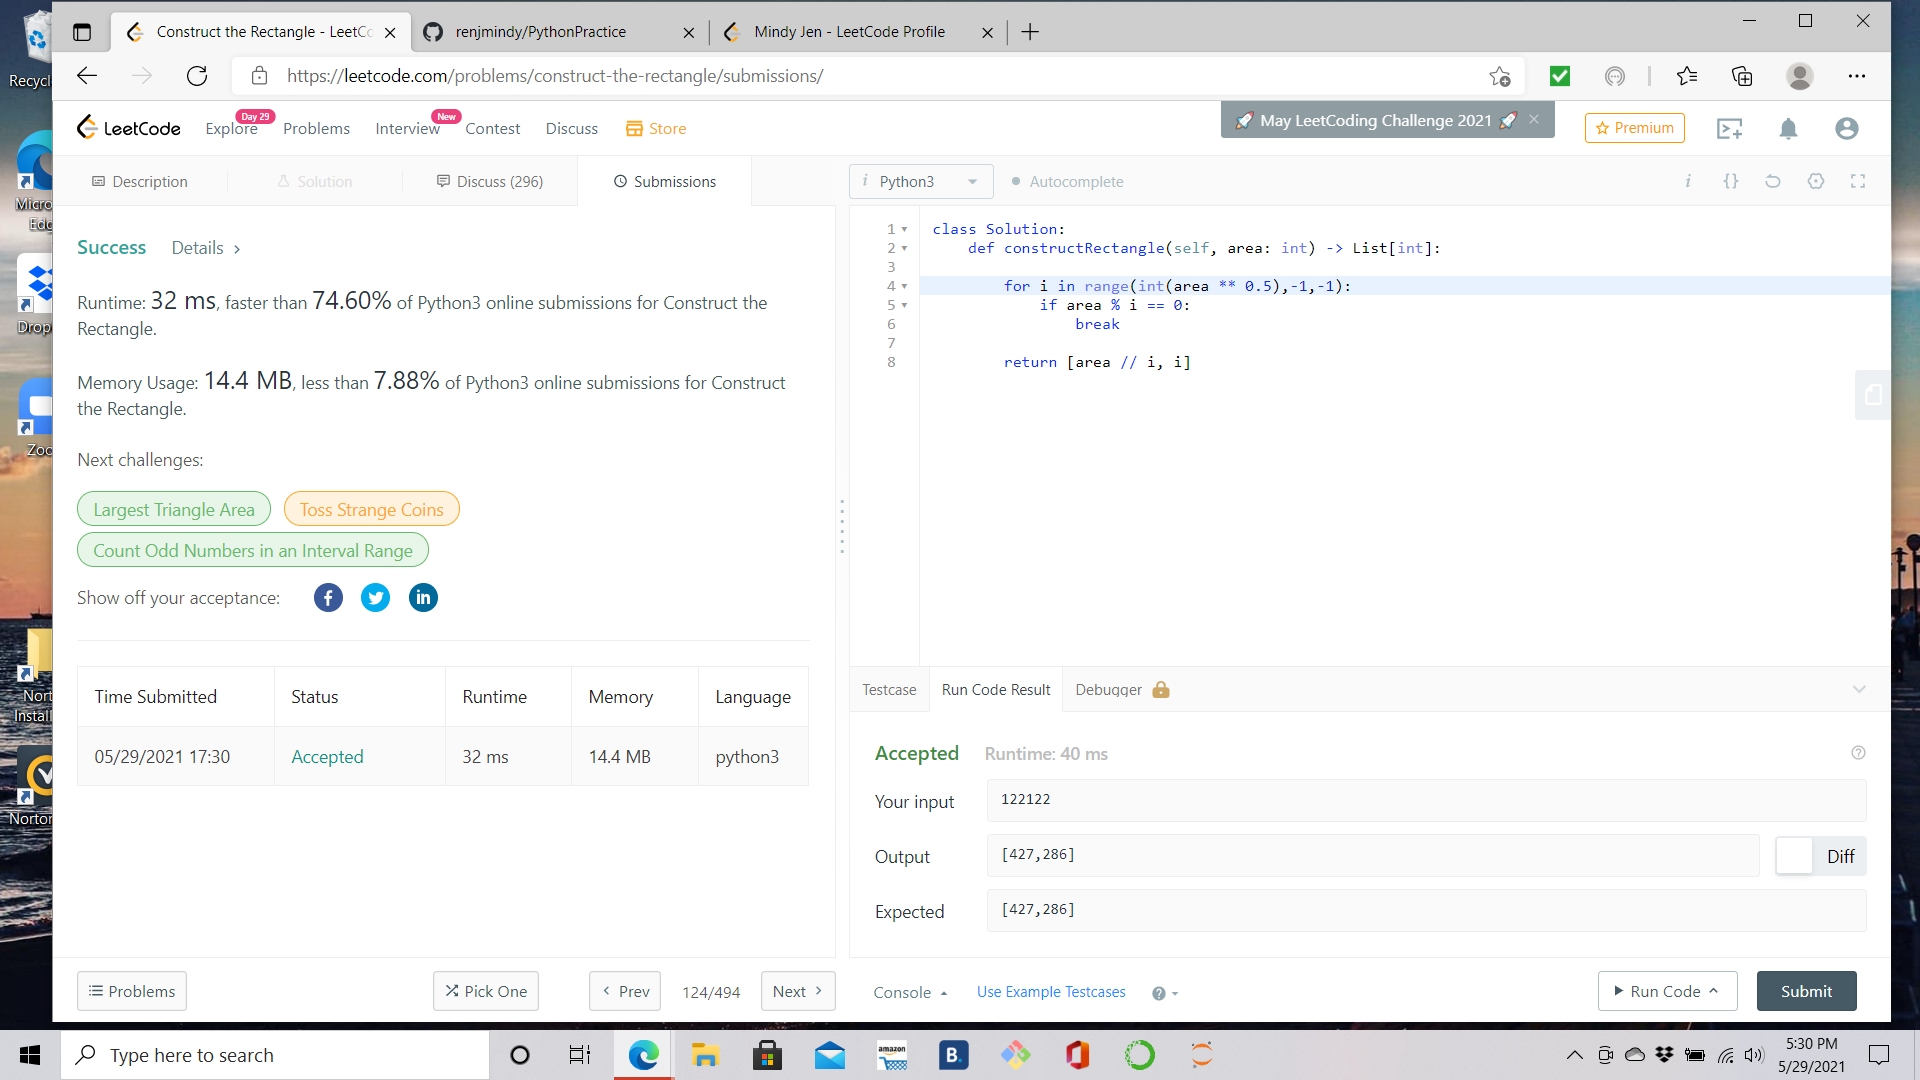 Recycl
Micro
Edg
Drop
Zoo
Nort
Install
Norton
Construct the Rectangle - LeetCo
renjmindy/PythonPractice
Mindy Jen - LeetCode Profile
https://leetcode.com/problems/construct-the-rectangle/submissions/
LeetCode
Explore
Day 29
Problems
Interview
New
Contest
Discuss
Store
May LeetCoding Challenge 2021
Premium
Description
Solution
Discuss (296)
Submissions
i Python3
Autocomplete
i {}
Success Details >
Runtime: 32 ms, faster than 74.60% of Python3 online submissions for Construct the
Rectangle.
Memory Usage: 14.4 MB, less than 7.88% of Python3 online submissions for Construct
the Rectangle.
Next challenges:
Largest Triangle Area
Toss Strange Coins
Count Odd Numbers in an Interval Range
Show off your acceptance:
Time Submitted Status Runtime Memory Language
05/29/2021 17:30 Accepted 32 ms 14.4 MB python3
1 class Solution:
2 def constructRectangle(self, area: int) -> List[int]:
3
4 for i in range(int(area ** 0.5),-1,-1):
5 if area % i == 0:
6 break
7
8 return [area // i, i]
Testcase
Run Code Result
Debugger
Accepted Runtime: 40 ms
Your input 122122
Output [427,286]
Diff
Expected [427,286]
Problems
Pick One
Prev
124/494
Next
Console
Use Example Testcases
Run Code
Submit
Type here to search
amazon
B.
5:30 PM
5/29/2021